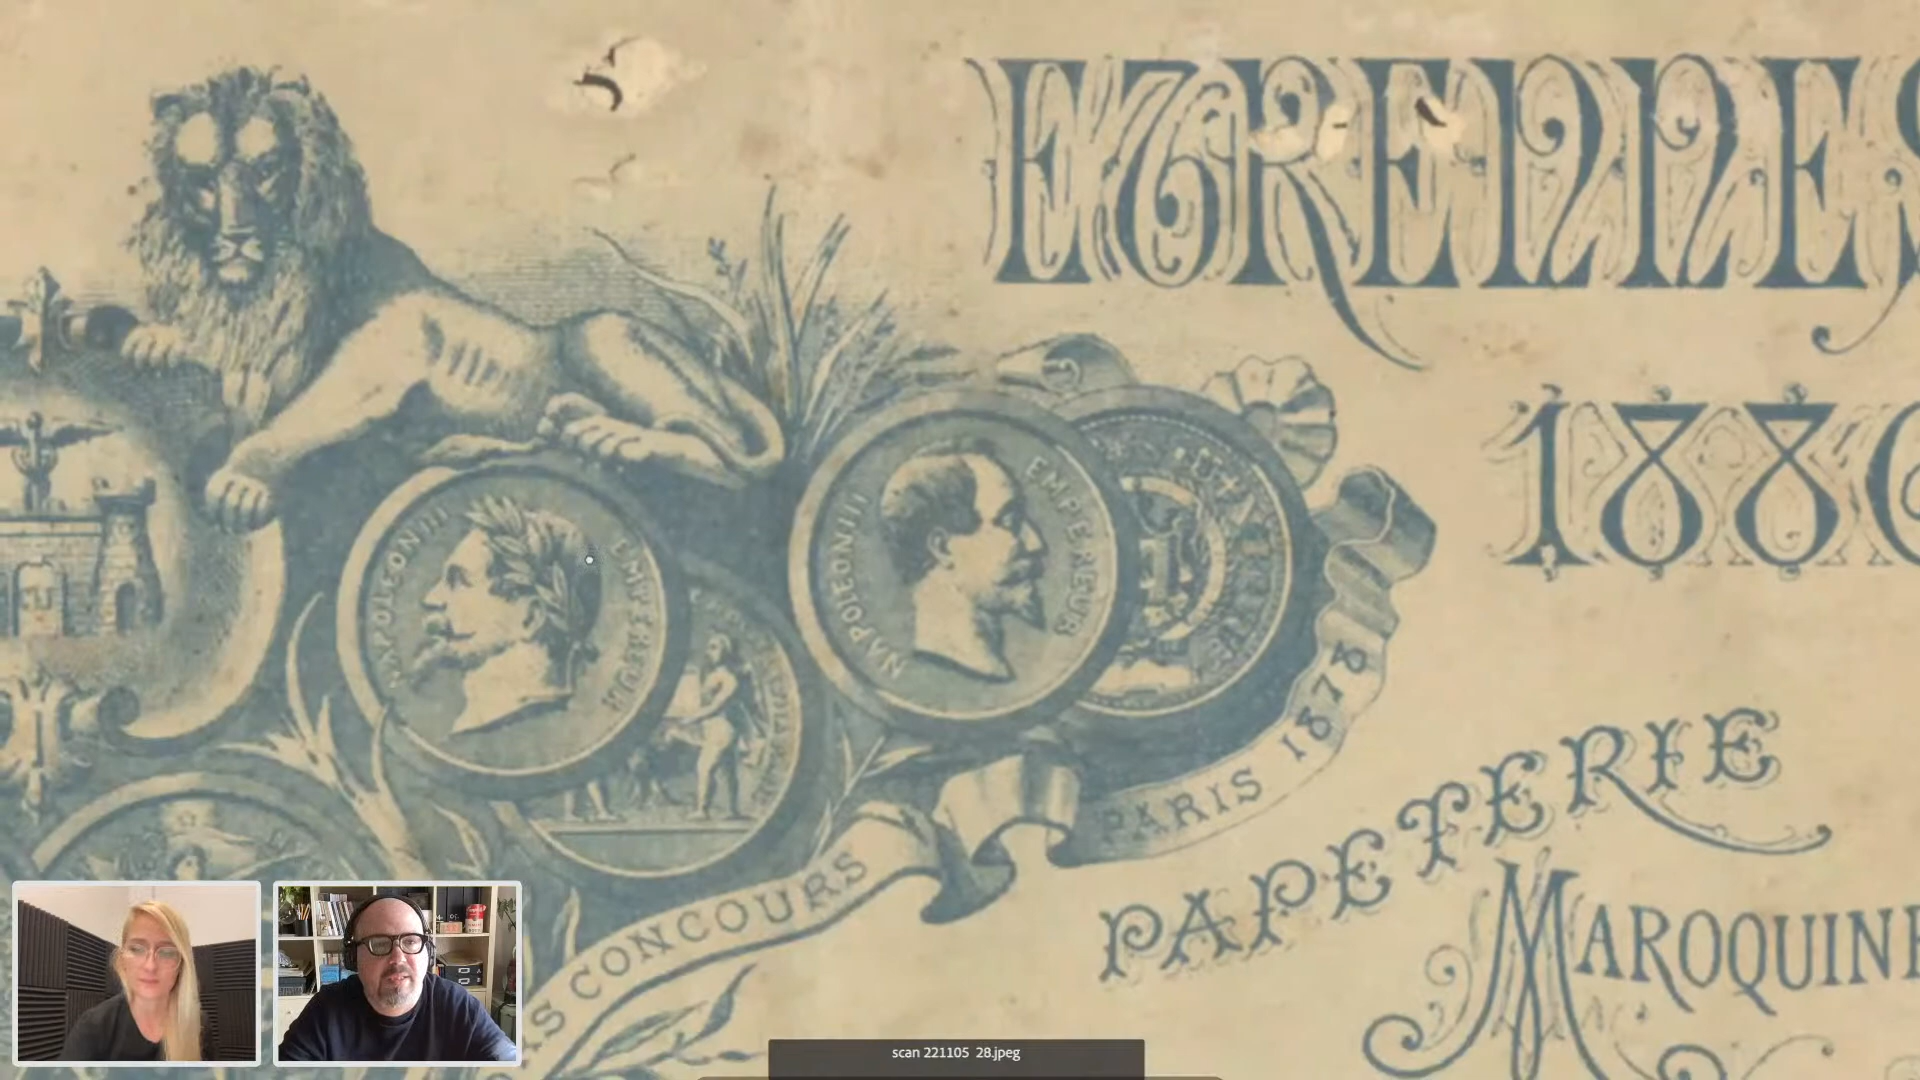 ETRENNES
188
NAPOLEON III EMPEREUR
NAPOLEON III EMPEREUR
PARIS 1878
CONCOURS
PAPETERIE
MAROQUINE
scan 221105 28.jpeg